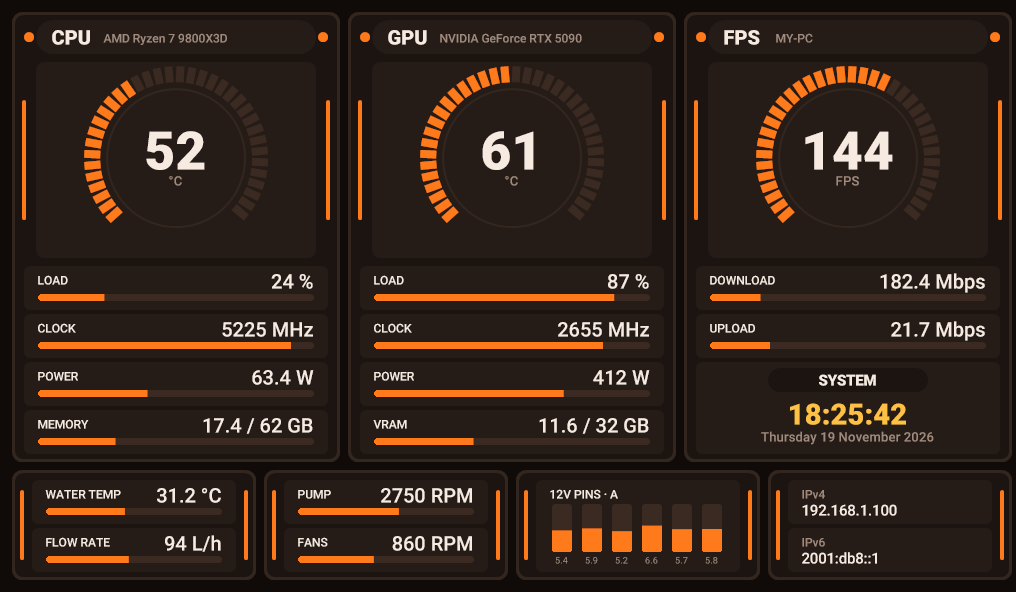 CPU AMD Ryzen 7 9800X3D
52
°C
LOAD 24 %
CLOCK 5225 MHz
POWER 63.4 W
MEMORY 17.4 / 62 GB
GPU NVIDIA GeForce RTX 5090
61
°C
LOAD 87 %
CLOCK 2655 MHz
POWER 412 W
VRAM 11.6 / 32 GB
FPS MY-PC
144
FPS
DOWNLOAD 182.4 Mbps
UPLOAD 21.7 Mbps
SYSTEM
18:25:42
Thursday 19 November 2026
WATER TEMP 31.2 °C
FLOW RATE 94 L/h
PUMP 2750 RPM
FANS 860 RPM
12V PINS · A
5.4 5.9 5.2 6.6 5.7 5.8
IPv4
192.168.1.100
IPv6
2001:db8::1